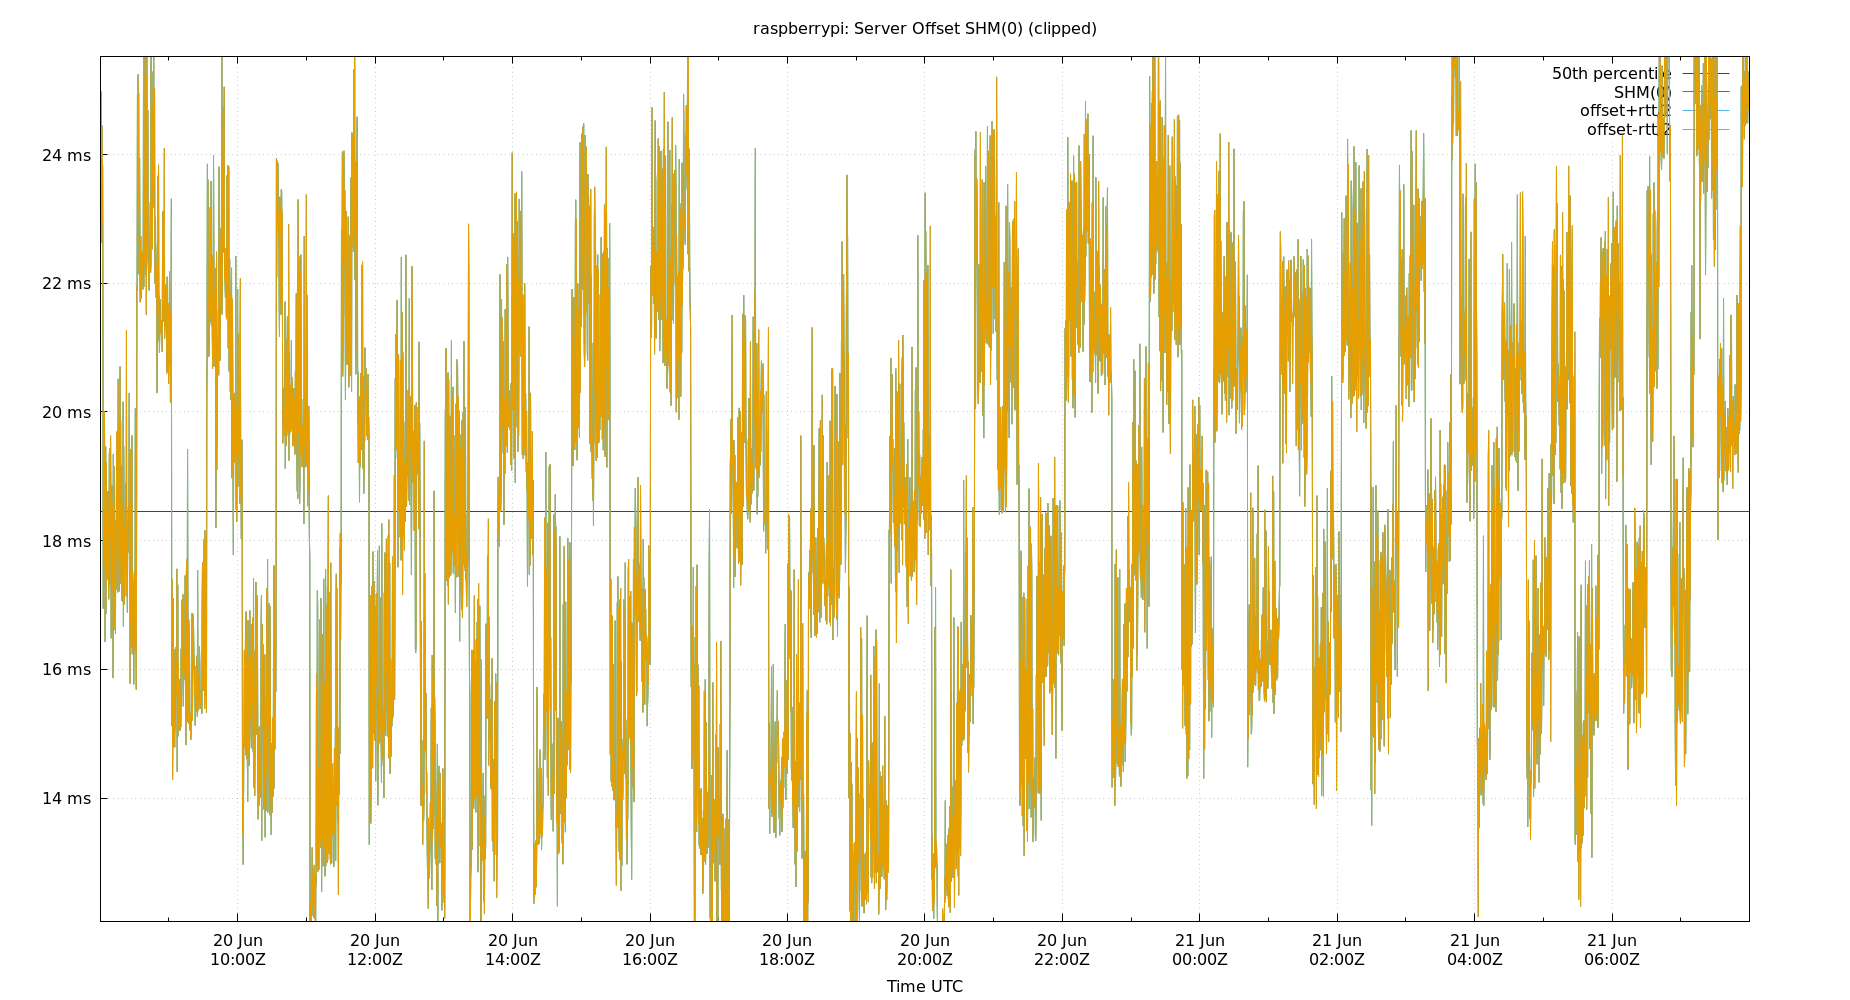 raspberrypi: Server Offset SHM(0) (clipped)
50th percentile
SHM(0)
offset+rtt/2
offset-rtt/2
24 ms
22 ms
20 ms
18 ms
16 ms
14 ms
20 Jun 20 Jun 20 Jun 20 Jun 20 Jun 20 Jun 20 Jun 21 Jun 21 Jun 21 Jun 21 Jun
10:00Z 12:00Z 14:00Z 16:00Z 18:00Z 20:00Z 22:00Z 00:00Z 02:00Z 04:00Z 06:00Z
Time UTC